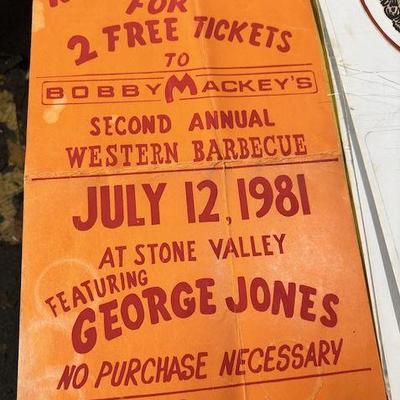 FOR
2 FREE TICKETS
TO
BOBBY MACKEY'S
SECOND ANNUAL
WESTERN BARBECUE
JULY 12, 1981
AT STONE VALLEY
FEATURING
GEORGE JONES
NO PURCHASE NECESSARY